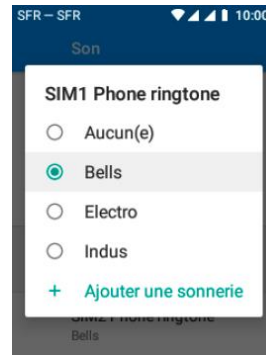 SFR – SFR 10:00
Son
SIM1 Phone ringtone
Aucun(e)
Bells
Electro
Indus
+ Ajouter une sonnerie
SIM2 Phone ringtone
Bells